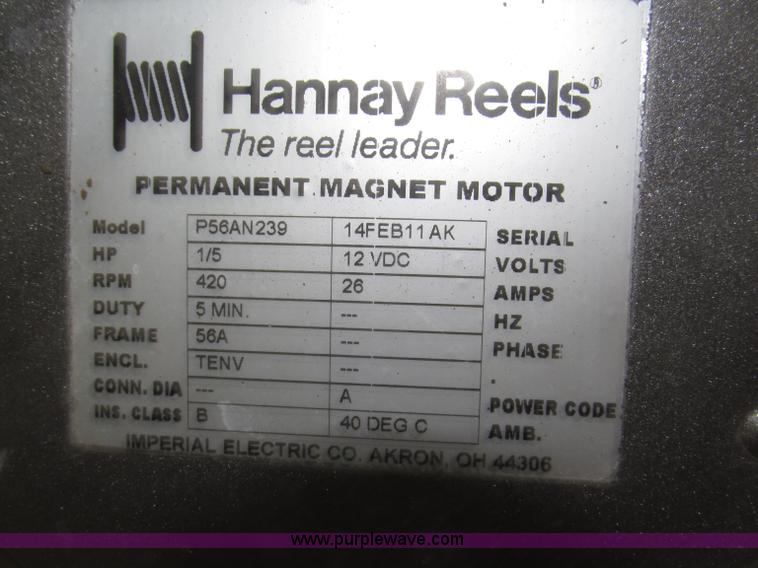 Hannay Reels®
The reel leader.
PERMANENT MAGNET MOTOR
Model P56AN239 14FEB11AK SERIAL
HP 1/5 12 VDC VOLTS
RPM 420 26 AMPS
DUTY 5 MIN. --- HZ
FRAME 56A --- PHASE
ENCL. TENV --- .
CONN. DIA --- A POWER CODE
INS. CLASS B 40 DEG C AMB.
IMPERIAL ELECTRIC CO. AKRON, OH 44306
www.purplewave.com